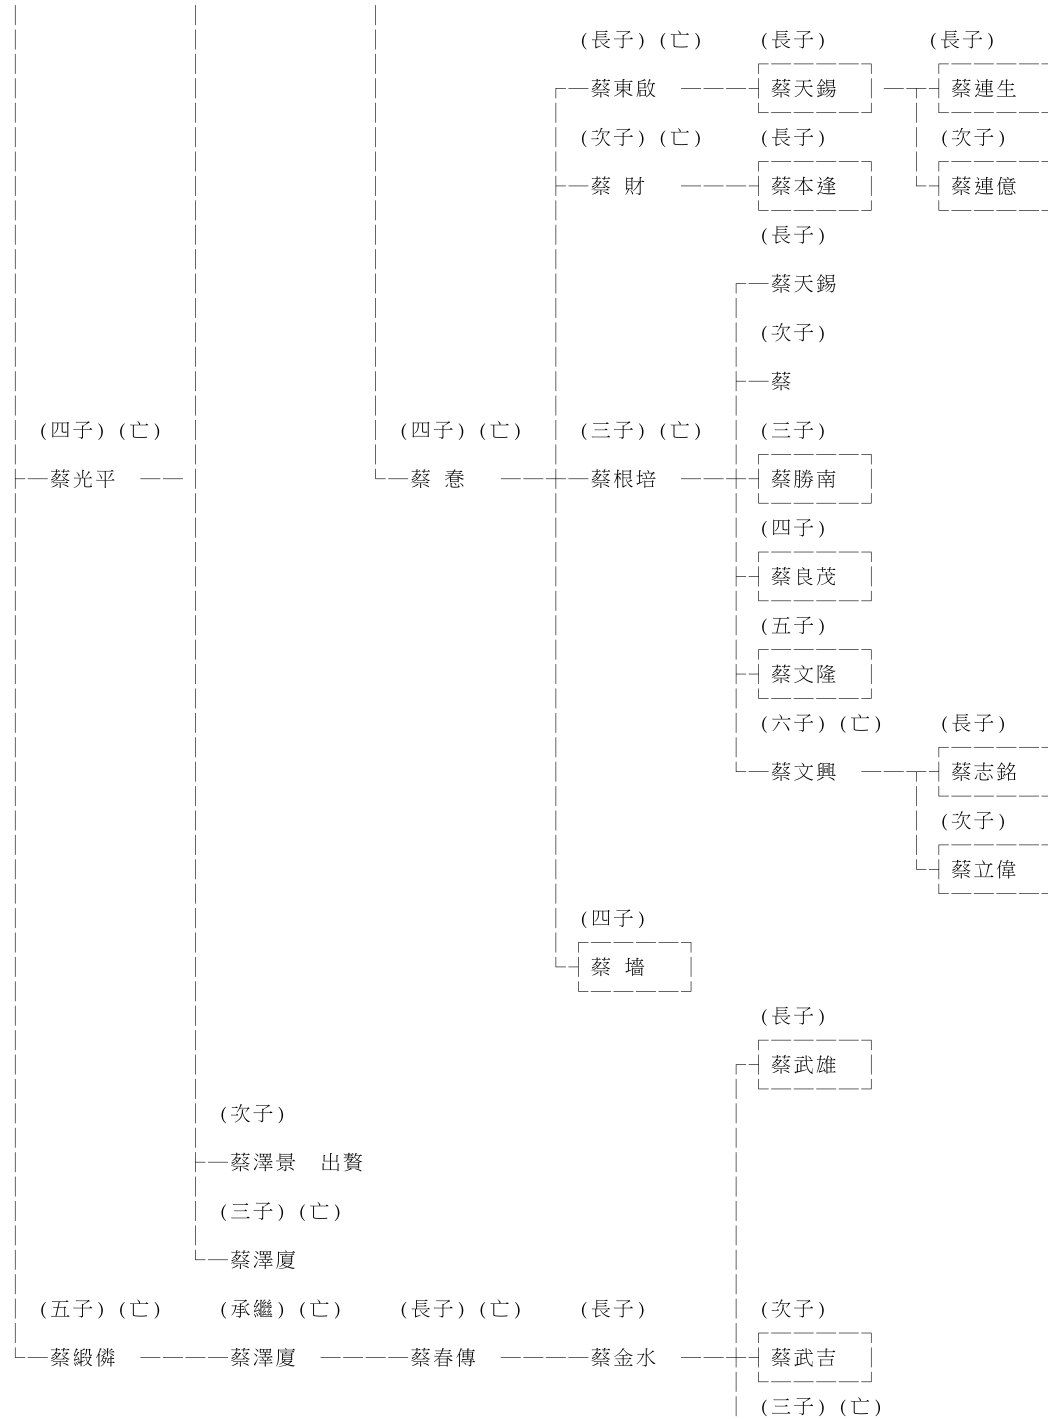 (長子)(亡) (長子) (長子)
蔡東啟 蔡天錫 蔡連生
(次子)(亡) (長子) (次子)
蔡 財 蔡本逢 蔡連億
(長子)
蔡天錫
(次子)
蔡
(四子)(亡) (四子)(亡) (三子)(亡) (三子)
蔡光平 蔡 惷 蔡根培 蔡勝南
(四子)
蔡良茂
(五子)
蔡文隆
(六子)(亡) (長子)
蔡文興 蔡志銘
(次子)
蔡立偉
(四子)
蔡 墻
(長子)
蔡武雄
(次子)
蔡澤景 出贅
(三子)(亡)
蔡澤廈
(五子)(亡) (承繼)(亡) (長子)(亡) (長子) (次子)
蔡緞僯 蔡澤廈 蔡春傳 蔡金水 蔡武吉
(三子)(亡)